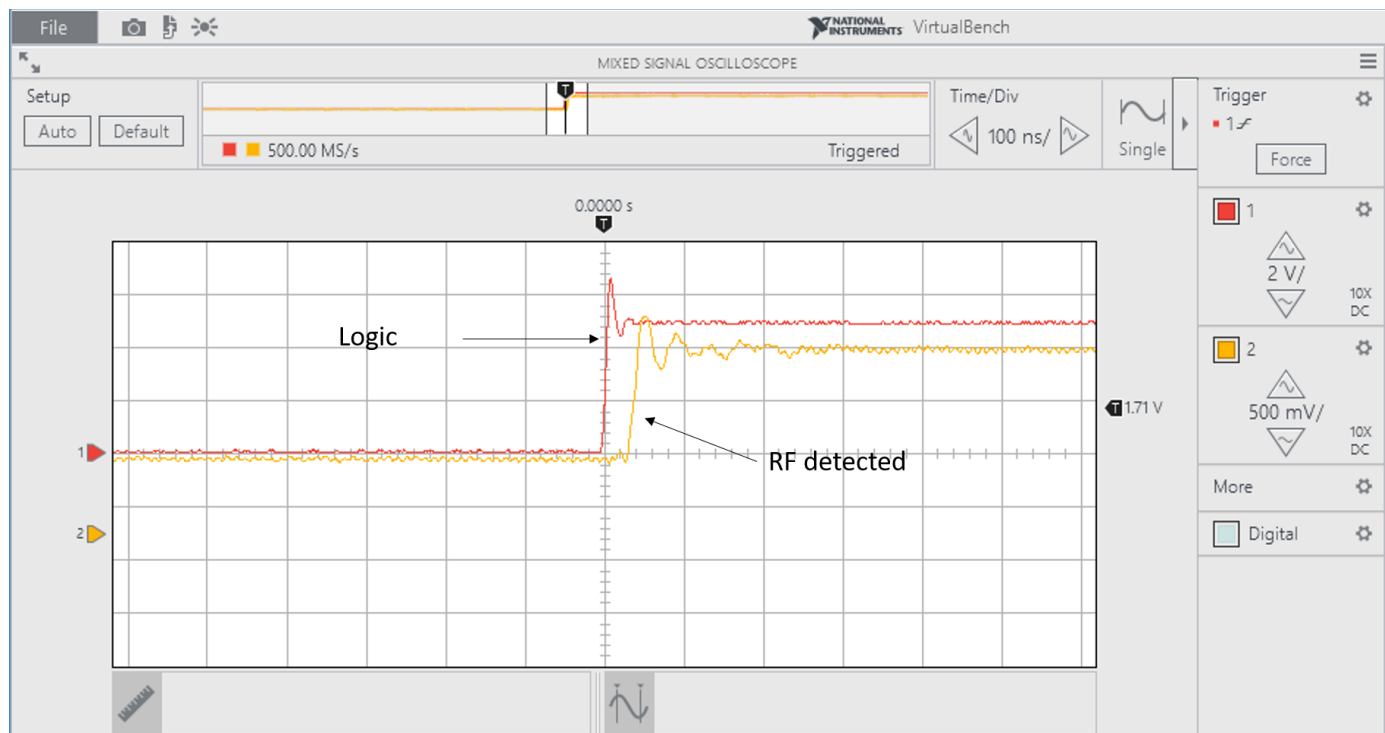 File
NATIONAL INSTRUMENTS VirtualBench
MIXED SIGNAL OSCILLOSCOPE
Setup
Auto Default
T
500.00 MS/s Triggered
Time/Div
100 ns/
Single
Trigger
1
Force
0.0000 s
T
1
2 V/
10X
DC
Logic
2
500 mV/
10X
DC
T 1.71 V
1
RF detected
More
2
Digital